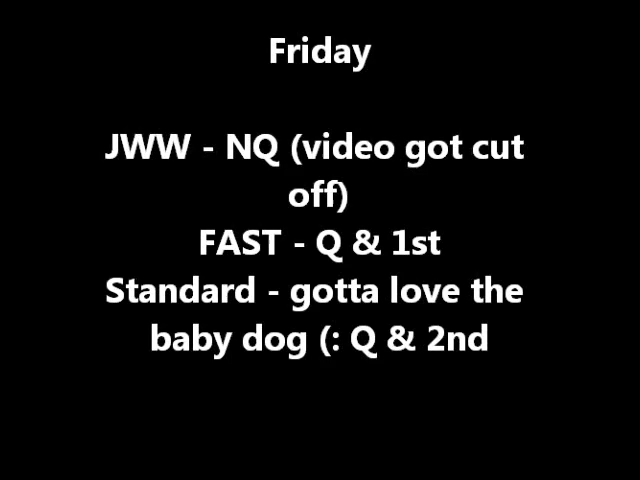 Friday
JWW - NQ (video got cut
off)
FAST - Q & 1st
Standard - gotta love the
baby dog (: Q & 2nd